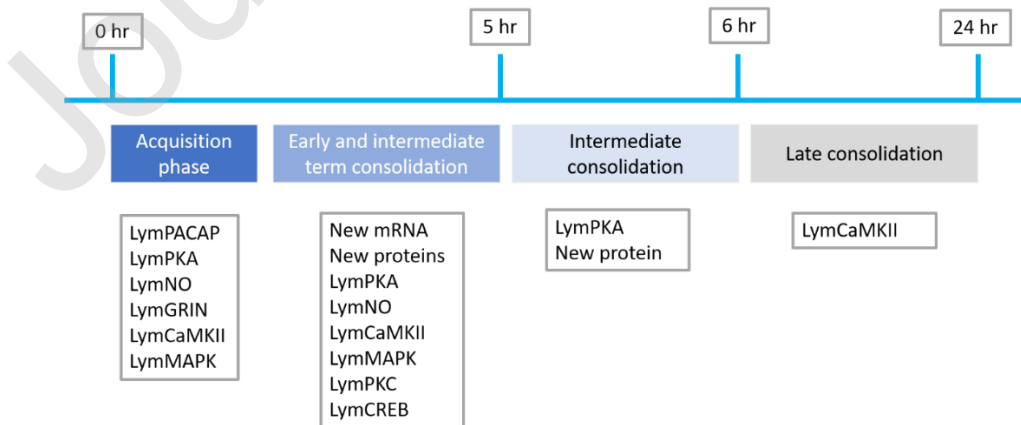 0 hr
5 hr
6 hr
24 hr
Acquisition
phase
Early and intermediate
term consolidation
Intermediate
consolidation
Late consolidation
LymPACAP
LymPKA
LymNO
LymGRIN
LymCaMKII
LymMAPK
New mRNA
New proteins
LymPKA
LymNO
LymCaMKII
LymMAPK
LymPKC
LymCREB
LymPKA
New protein
LymCaMKII
Jou